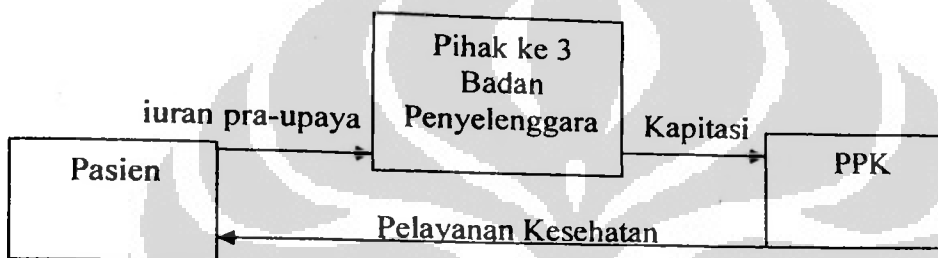 Pihak ke 3
Badan
Penyelenggara
iuran pra-upaya
Kapitasi
Pasien
PPK
Pelayanan Kesehatan